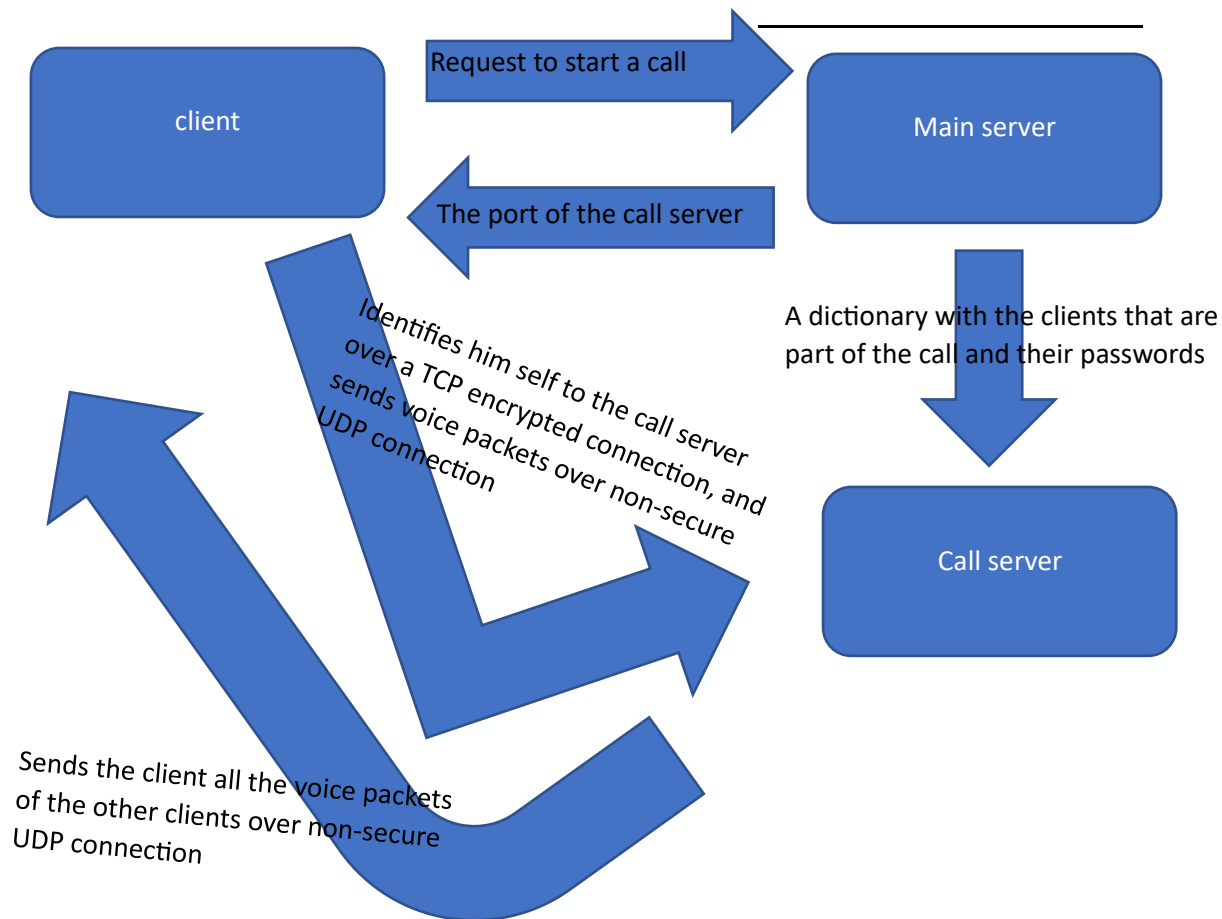 Request to start a call
client
Main server
The port of the call server
A dictionary with the clients that are
part of the call and their passwords
Identifies him self to the call server
over a TCP encrypted connection, and
sends voice packets over non-secure
UDP connection
Call server
Sends the client all the voice packets
of the other clients over non-secure
UDP connection